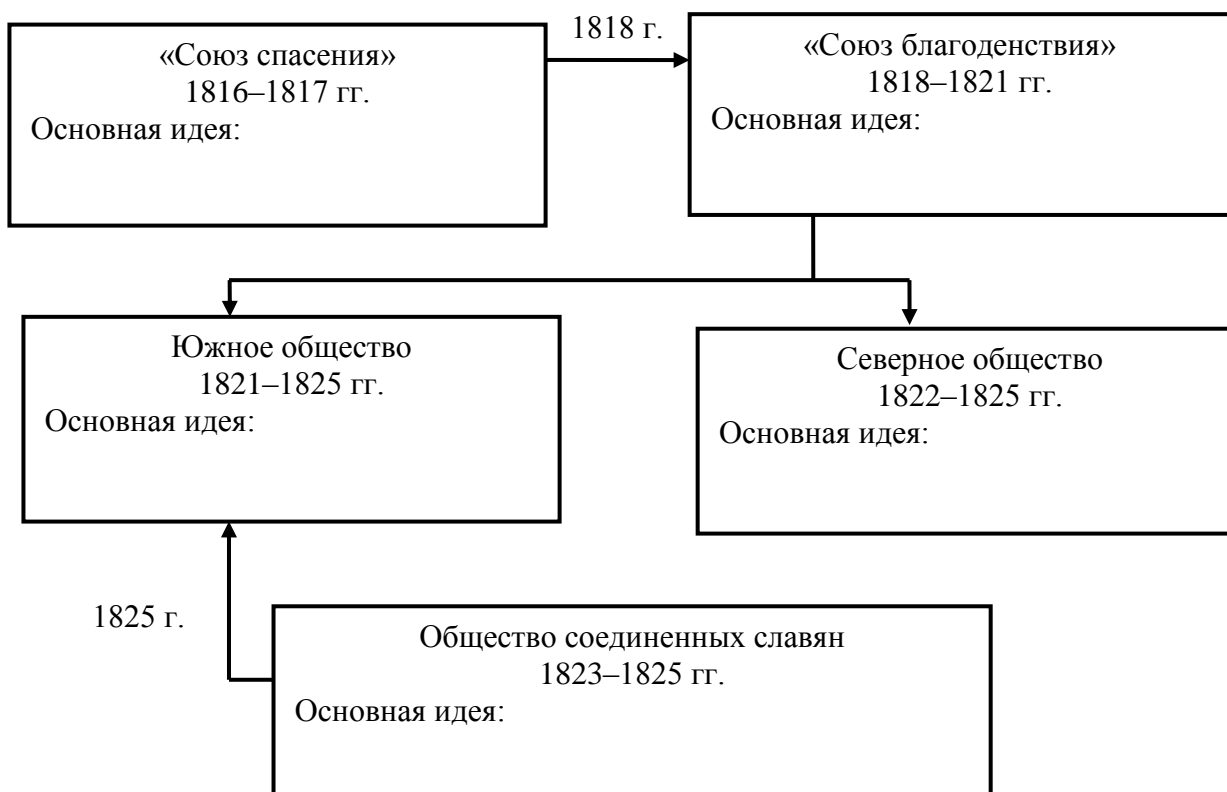 «Союз спасения»
1816–1817 гг.
Основная идея:
1818 г.
«Союз благоденствия»
1818–1821 гг.
Основная идея:
Южное общество
1821–1825 гг.
Основная идея:
Северное общество
1822–1825 гг.
Основная идея:
1825 г.
Общество соединенных славян
1823–1825 гг.
Основная идея: